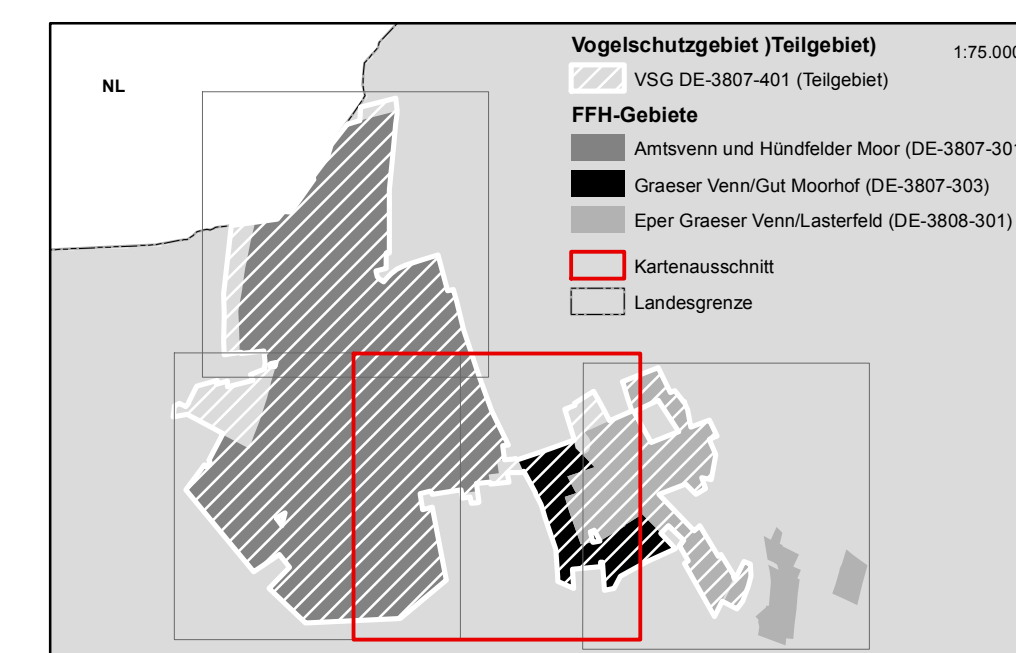 Vogelschutzgebiet )Teilgebiet)
1:75.000
NL
VSG DE-3807-401 (Teilgebiet)
FFH-Gebiete
Amtsvenn und Hündfelder Moor (DE-3807-301
Graeser Venn/Gut Moorhof (DE-3807-303)
Eper Graeser Venn/Lasterfeld (DE-3808-301)
Kartenausschnitt
Landesgrenze